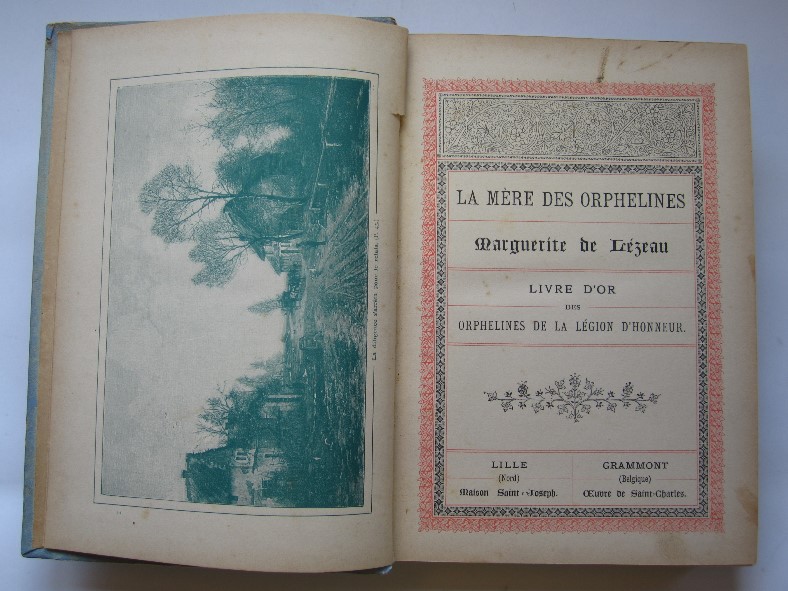 LA MÈRE DES ORPHELINES
Marguerite de Lézeau
LIVRE D'OR
DES
ORPHELINES DE LA LÉGION D'HONNEUR.
LILLE
(Nord)
Maison Saint-Joseph.
GRAMMONT
(Belgique)
Œuvre de Saint-Charles.